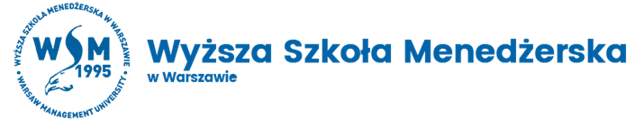 WYŻSZA SZKOŁA MENEDŻERSKA W WARSZAWIE
WSM
1995
WARSAW MANAGEMENT UNIVERSITY
Wyższa Szkoła Menedżerska
w Warszawie